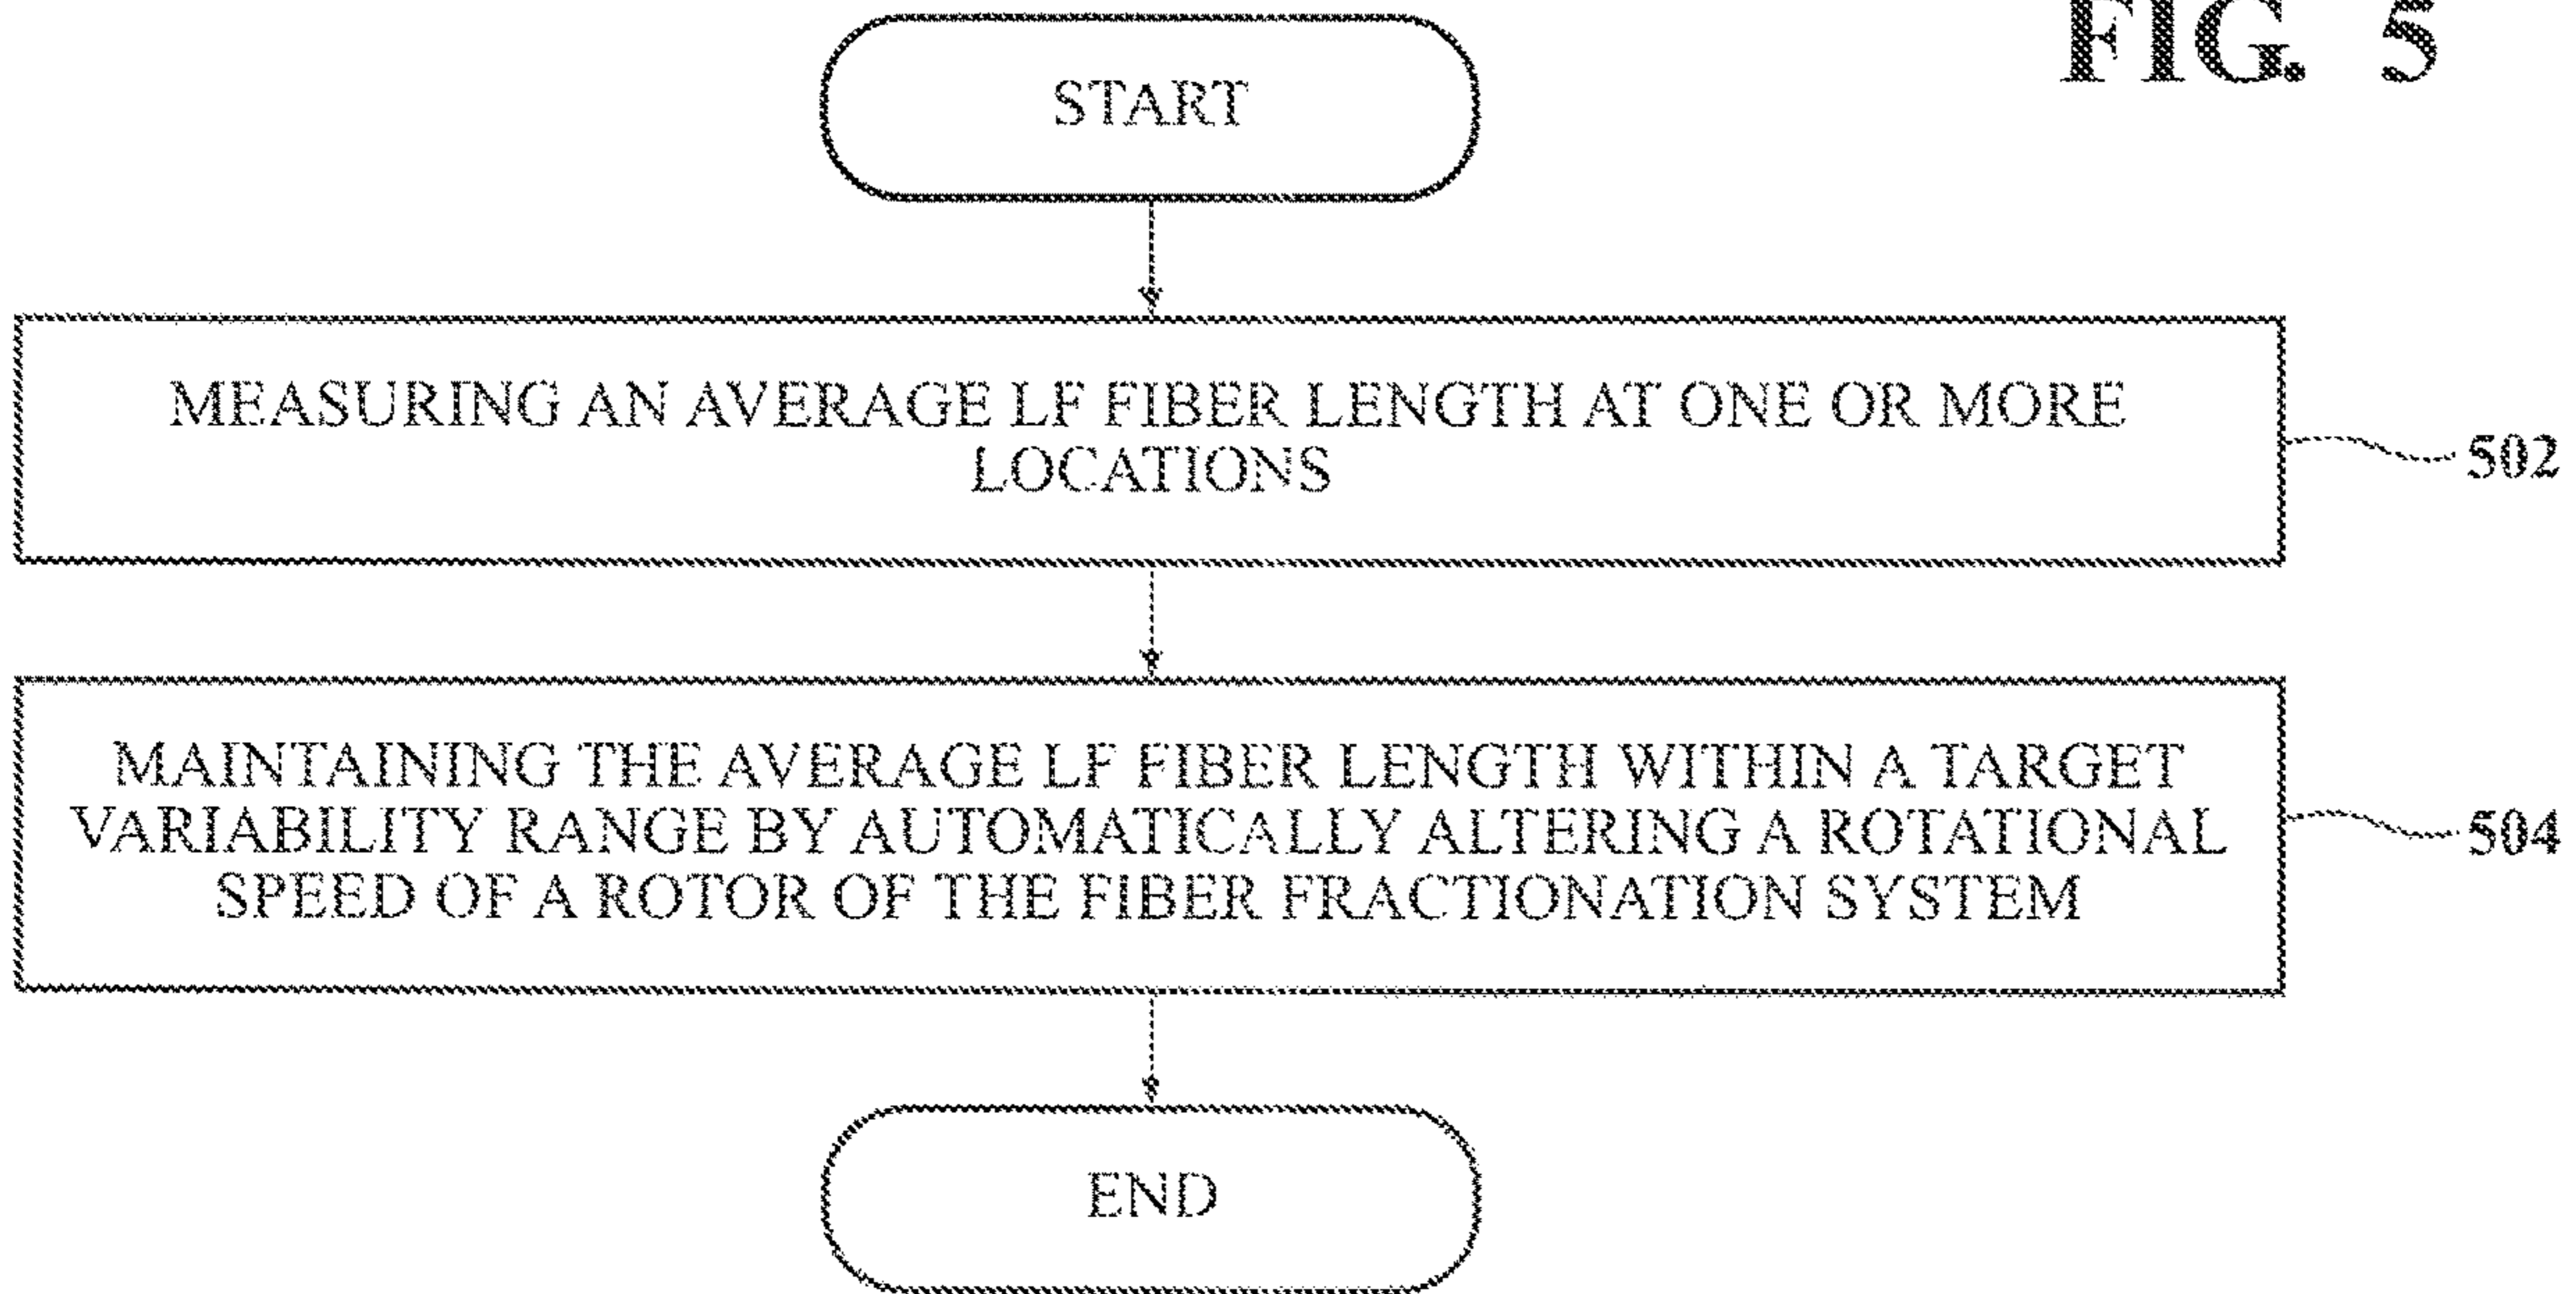 FIG. 5
START
MEASURING AN AVERAGE LF FIBER LENGTH AT ONE OR MORE
LOCATIONS
502
MAINTAINING THE AVERAGE LF FIBER LENGTH WITHIN A TARGET
VARIABILITY RANGE BY AUTOMATICALLY ALTERING A ROTATIONAL
SPEED OF A ROTOR OF THE FIBER FRACTIONATION SYSTEM
504
END